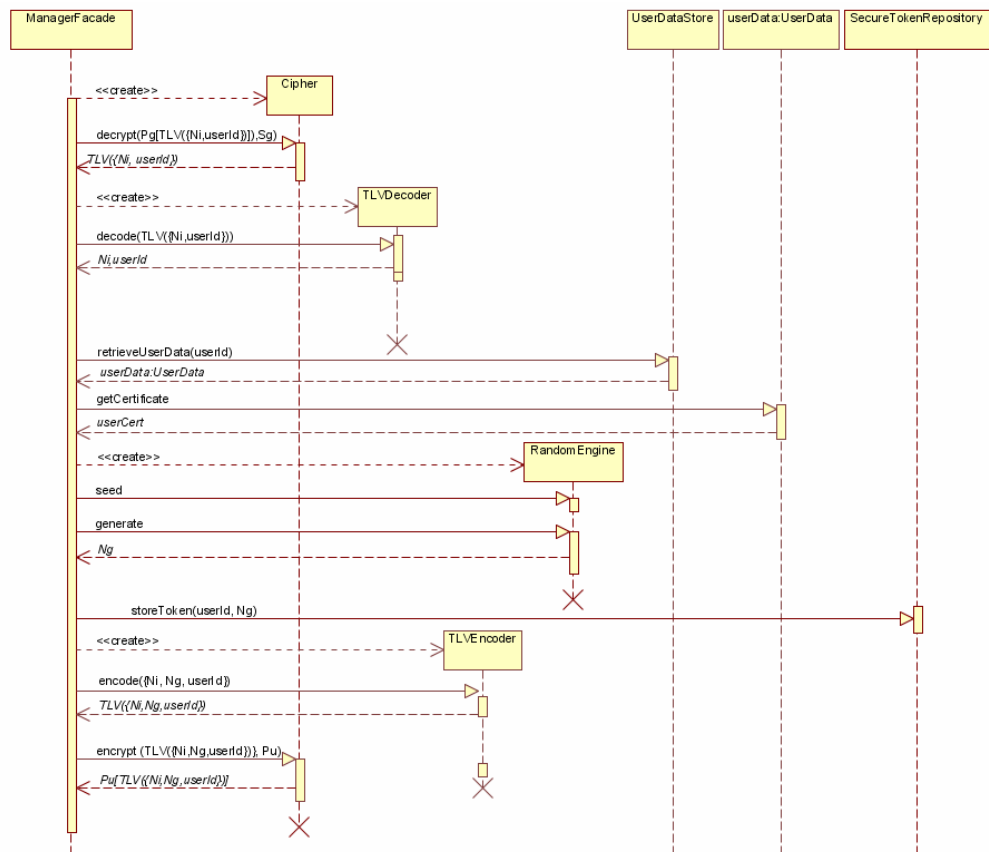 ManagerFacade
UserDataStore
userData:UserData
SecureTokenRepository
<<create>>
Cipher
decrypt(Pg[TLV({Ni,userId})]),Sg)
TLV({Ni, userId})
<<create>>
TLVDecoder
decode(TLV({Ni,userId}))
Ni,userId
retrieveUserData(userId)
userData:UserData
getCertificate
userCert
<<create>>
RandomEngine
seed
generate
Ng
storeToken(userId, Ng)
<<create>>
TLVEncoder
encode({Ni, Ng, userId})
TLV({Ni,Ng,userId})
encrypt (TLV({Ni,Ng,userId})}, Pu)
Pu[TLV({Ni,Ng,userId})]